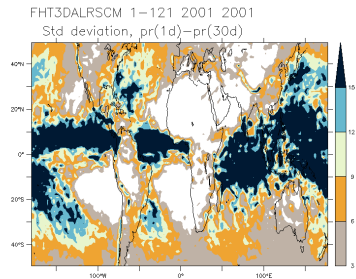 FHT3DALRSCM 1-121 2001 2001
Std deviation, pr(1d)-pr(30d)
40°N
20°N
0°
20°S
40°S
100°W
0°
100°E
15
12
9
6
3